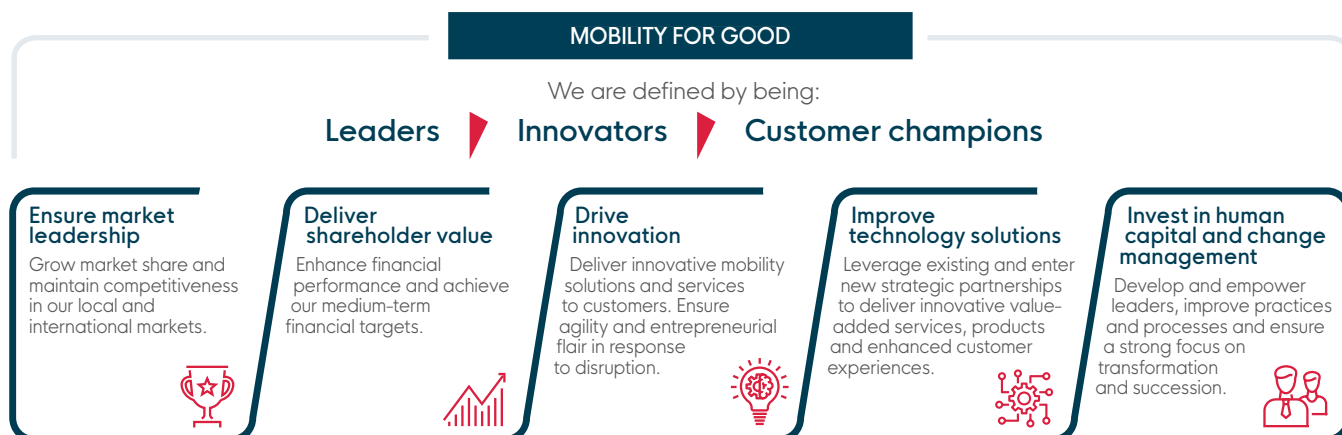 MOBILITY FOR GOOD
We are defined by being:
Leaders Innovators Customer champions
Ensure market
leadership
Grow market share and
maintain competitiveness
in our local and
international markets.
Deliver
shareholder value
Enhance financial
performance and achieve
our medium-term
financial targets.
Drive
innovation
Deliver innovative mobility
solutions and services
to customers. Ensure
agility and entrepreneurial
flair in response
to disruption.
Improve
technology solutions
Leverage existing and enter
new strategic partnerships
to deliver innovative value-
added services, products
and enhanced customer
experiences.
Invest in human
capital and change
management
Develop and empower
leaders, improve practices
and processes and ensure
a strong focus on
transformation
and succession.